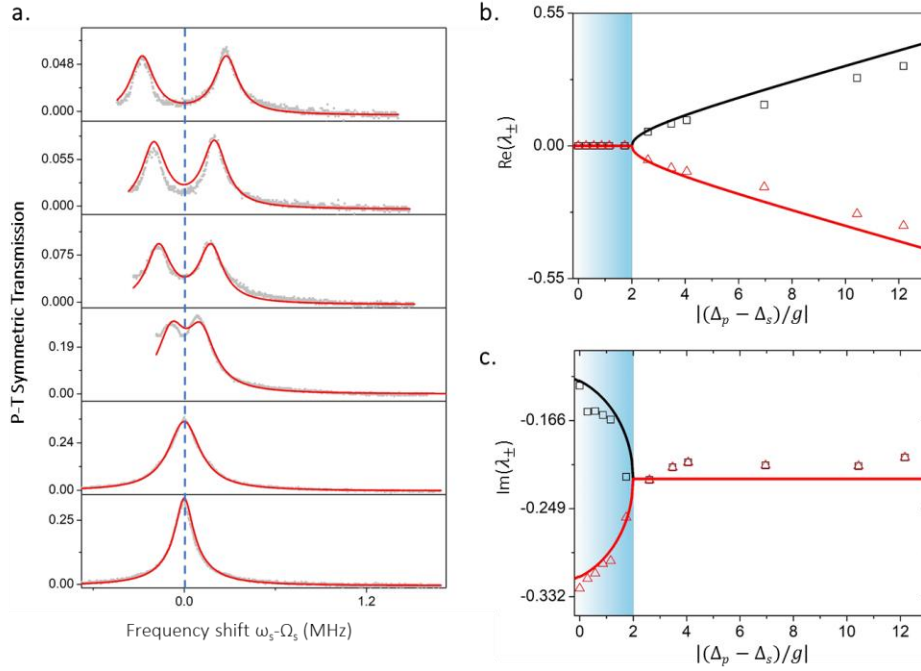 a.
0.048
0.000
0.055
0.000
0.075
0.000
0.19
0.00
0.24
0.00
0.25
0.00
0.0
1.2
P-T Symmetric Transmission
Frequency shift ωₛ-Ωₛ (MHz)
b.
0.55
0.00
-0.55
Re(λ±)
0 2 4 6 8 10 12
|(Δₚ − Δₛ)/g|
c.
-0.166
-0.249
-0.332
Im(λ±)
0 2 4 6 8 10 12
|(Δₚ − Δₛ)/g|